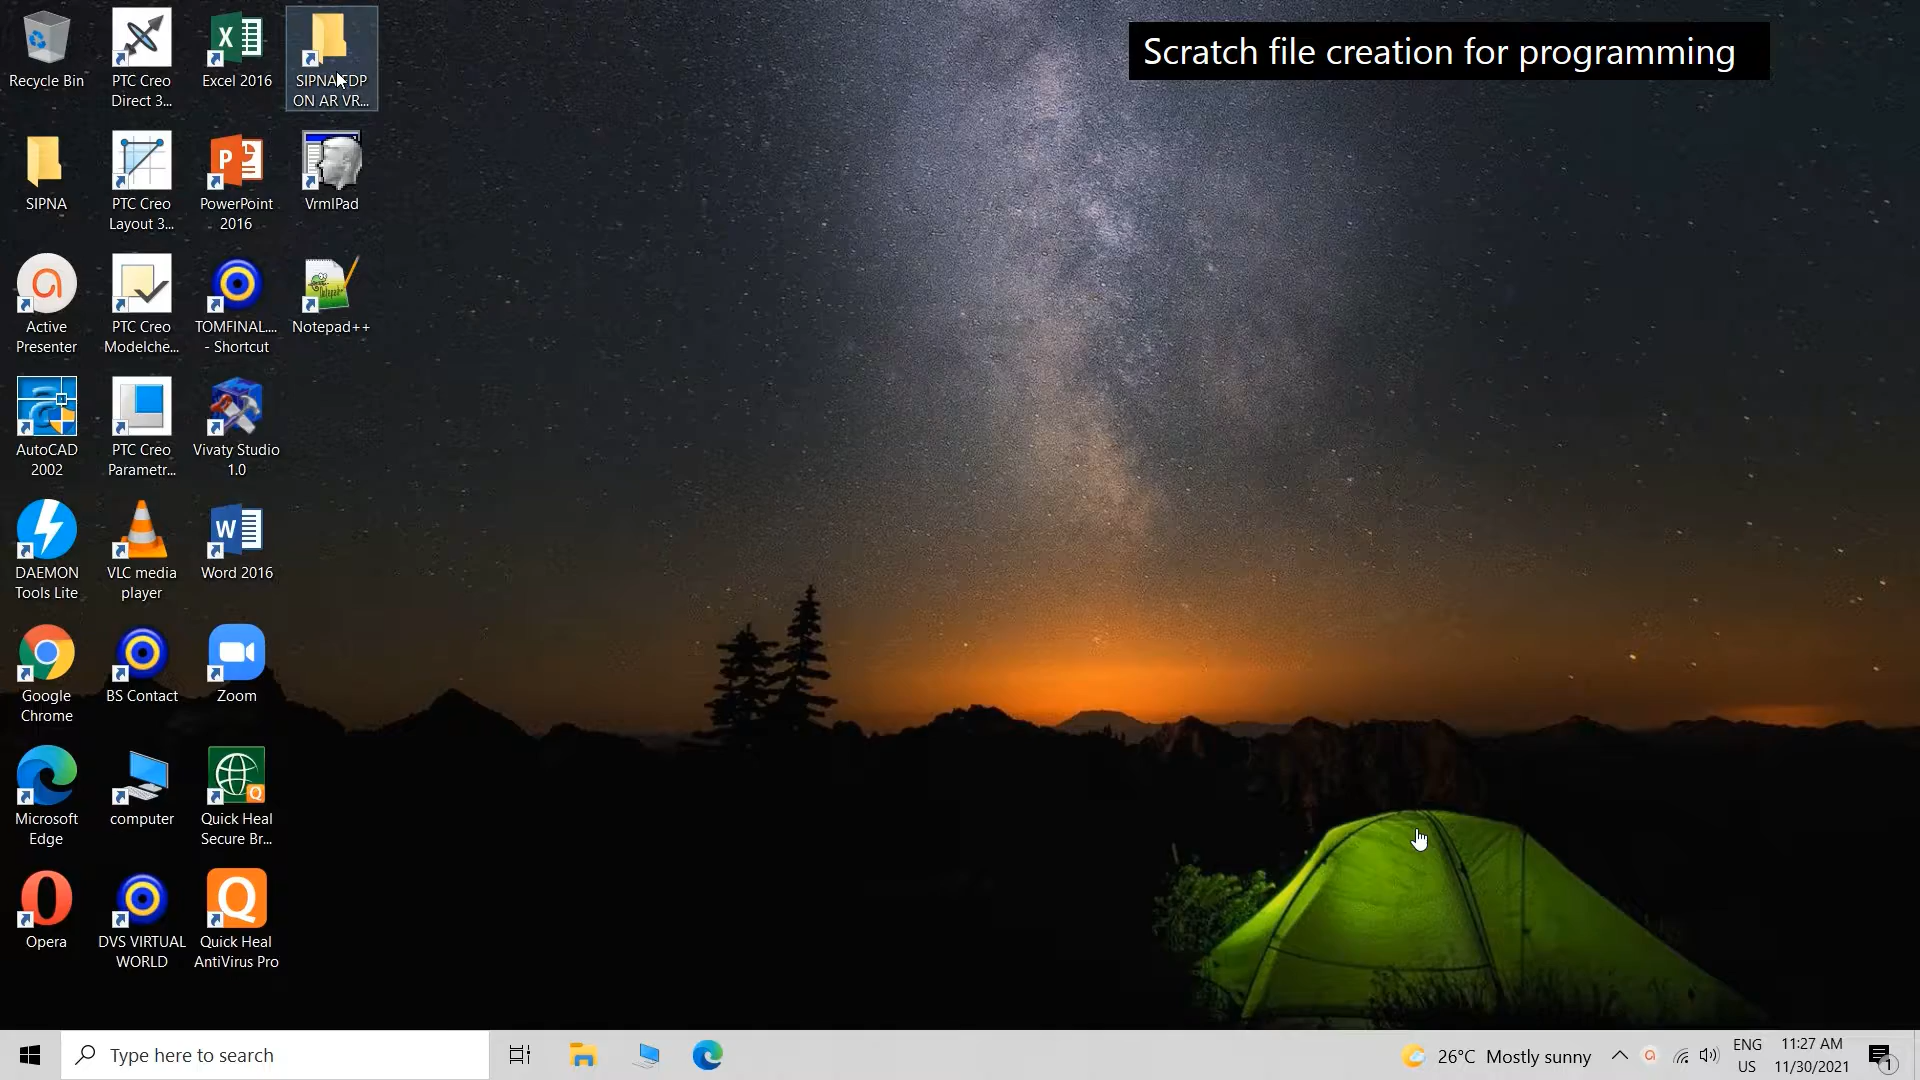 Scratch file creation for programming
Recycle Bin
PTC Creo
Direct 3...
Excel 2016
SIPNA FDP
ON AR VR...
SIPNA
PTC Creo
Layout 3...
PowerPoint
2016
VrmlPad
Active
Presenter
PTC Creo
Modelche...
TOMFINAL....
- Shortcut
Notepad++
AutoCAD
2002
PTC Creo
Parametr...
Vivaty Studio
1.0
DAEMON
Tools Lite
VLC media
player
Word 2016
Google
Chrome
BS Contact
Zoom
Microsoft
Edge
computer
Quick Heal
Secure Br...
Opera
DVS VIRTUAL
WORLD
Quick Heal
AntiVirus Pro
Type here to search
26°C Mostly sunny
ENG
US
11:27 AM
11/30/2021
1